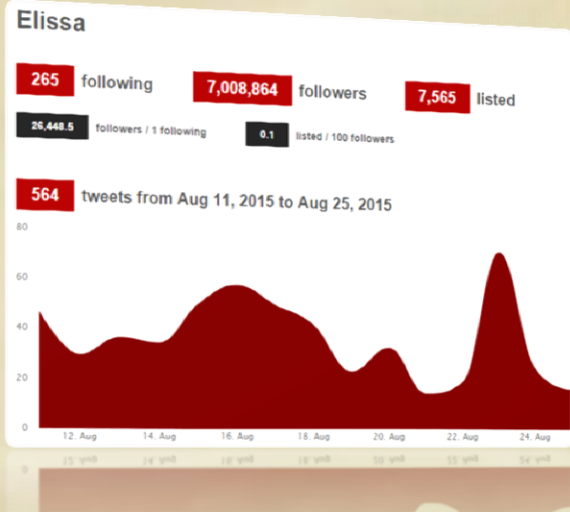 Elissa
265 following 7,008,864 followers 7,565 listed
26,448.5 followers / 1 following 0.1 listed / 100 followers
564 tweets from Aug 11, 2015 to Aug 25, 2015
80
60
40
20
0
12. Aug 14. Aug 16. Aug 18. Aug 20. Aug 22. Aug 24. Aug